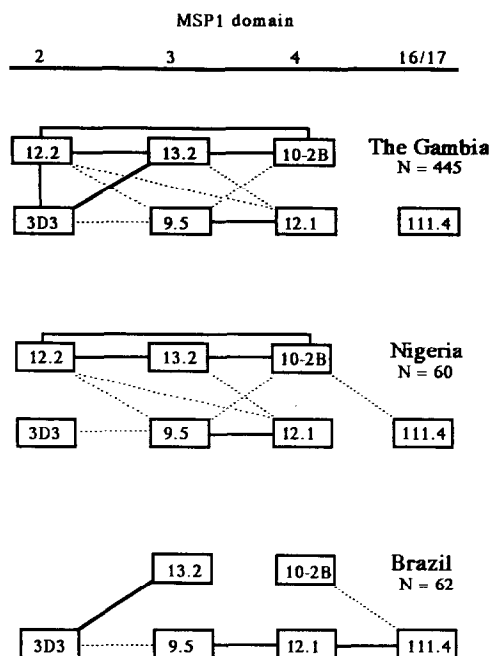 MSP1 domain
2 3 4 16/17
12.2 13.2 10-2B The Gambia
N = 445
3D3 9.5 12.1 111.4
12.2 13.2 10-2B Nigeria
N = 60
3D3 9.5 12.1 111.4
13.2 10-2B Brazil
N = 62
3D3 9.5 12.1 111.4